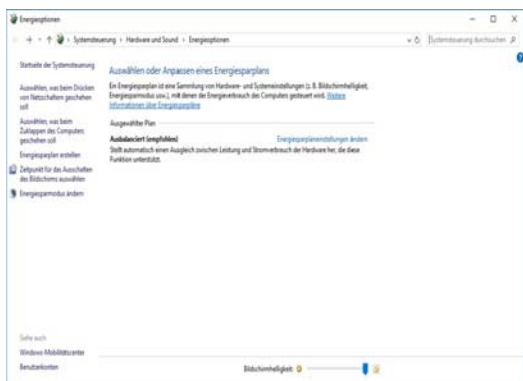 Energieoptionen
Systemsteuerung › Hardware und Sound › Energieoptionen
Systemsteuerung durchsuchen
Startseite der Systemsteuerung
Auswählen, was beim Drücken
von Netzschaltern geschehen
soll
Auswählen, was beim
Zuklappen des Computers
geschehen soll
Energiesparplan erstellen
Zeitpunkt für das Ausschalten
des Bildschirms auswählen
Energiesparmodus ändern
Auswählen oder Anpassen eines Energiesparplans
Ein Energiesparplan ist eine Sammlung von Hardware- und Systemeinstellungen (z. B. Bildschirmhelligkeit,
Energiesparmodus usw.), mit denen der Energieverbrauch des Computers gesteuert wird. Weitere
Informationen über Energiesparpläne
Ausgewählter Plan
Ausbalanciert (empfohlen) Energiesparplaneinstellungen ändern
Stellt automatisch einen Ausgleich zwischen Leistung und Stromverbrauch der Hardware her, die diese
Funktion unterstützt.
Siehe auch
Windows-Mobilitätscenter
Benutzerkonten
Bildschirmhelligkeit: